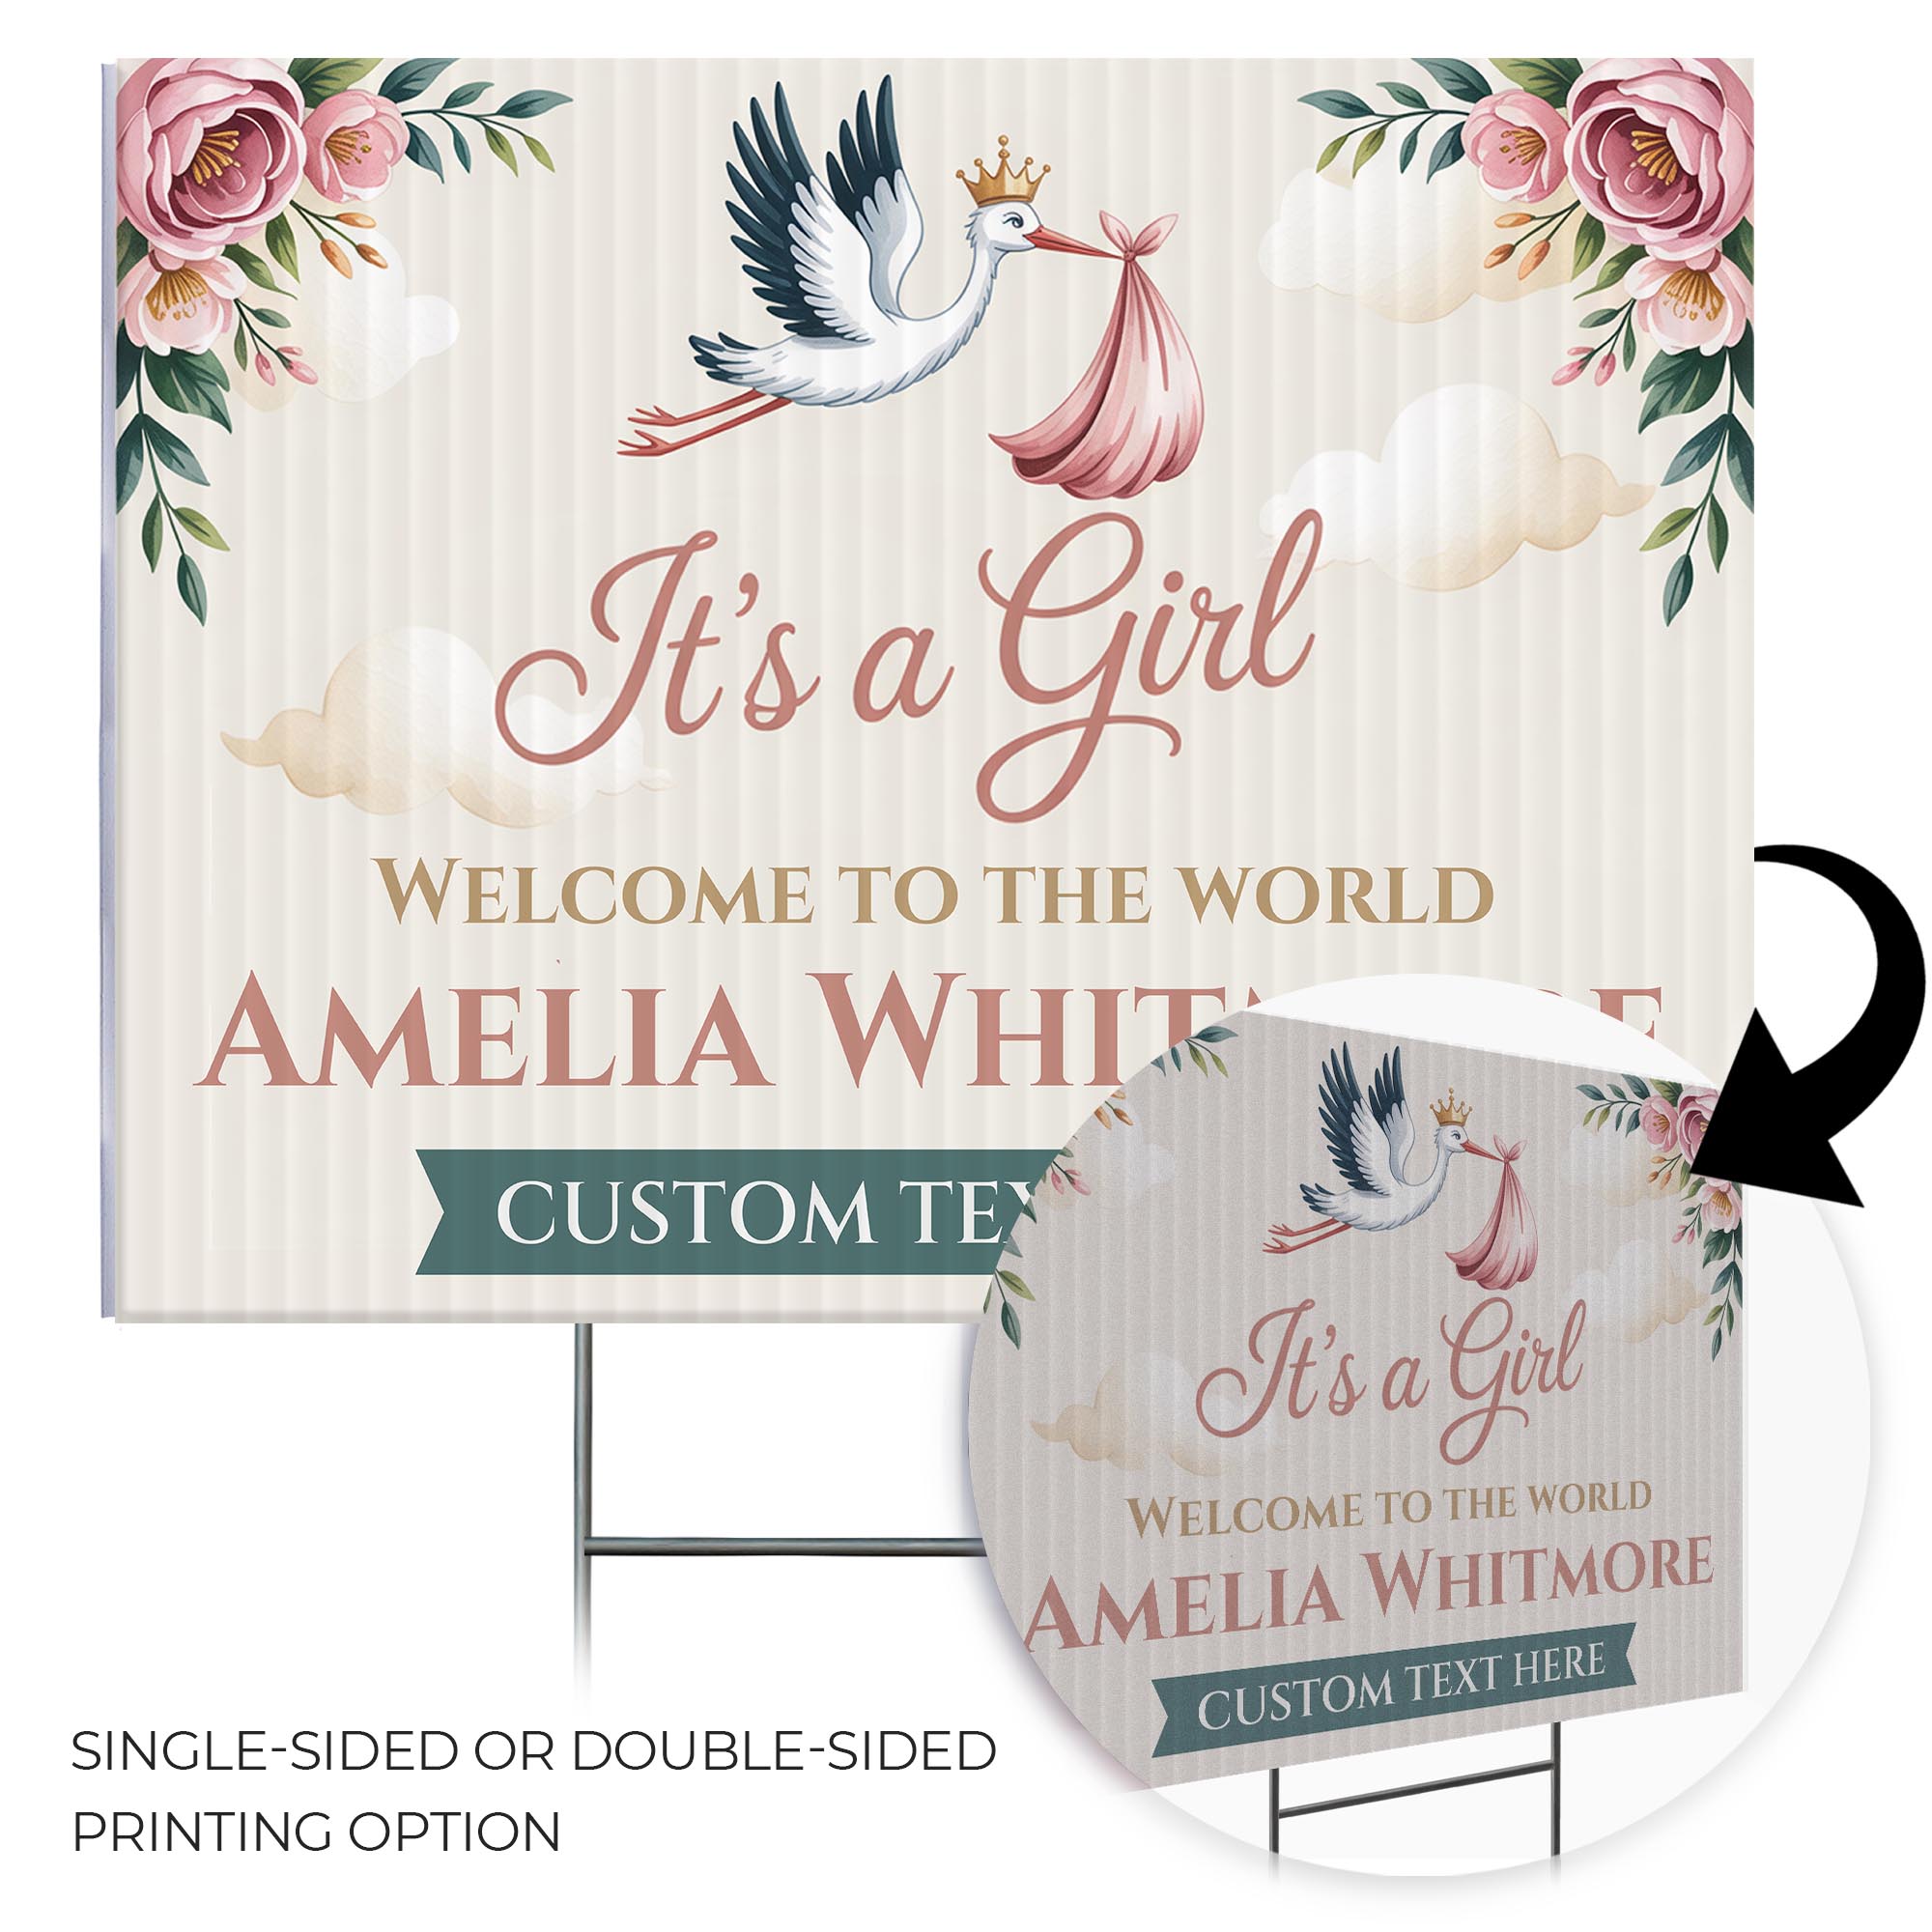 It's a Girl
WELCOME TO THE WORLD
AMELIA WHIT
CUSTOM TEX
It's a Girl
WELCOME TO THE WORLD
AMELIA WHITMORE
CUSTOM TEXT HERE
SINGLE-SIDED OR DOUBLE-SIDED
PRINTING OPTION